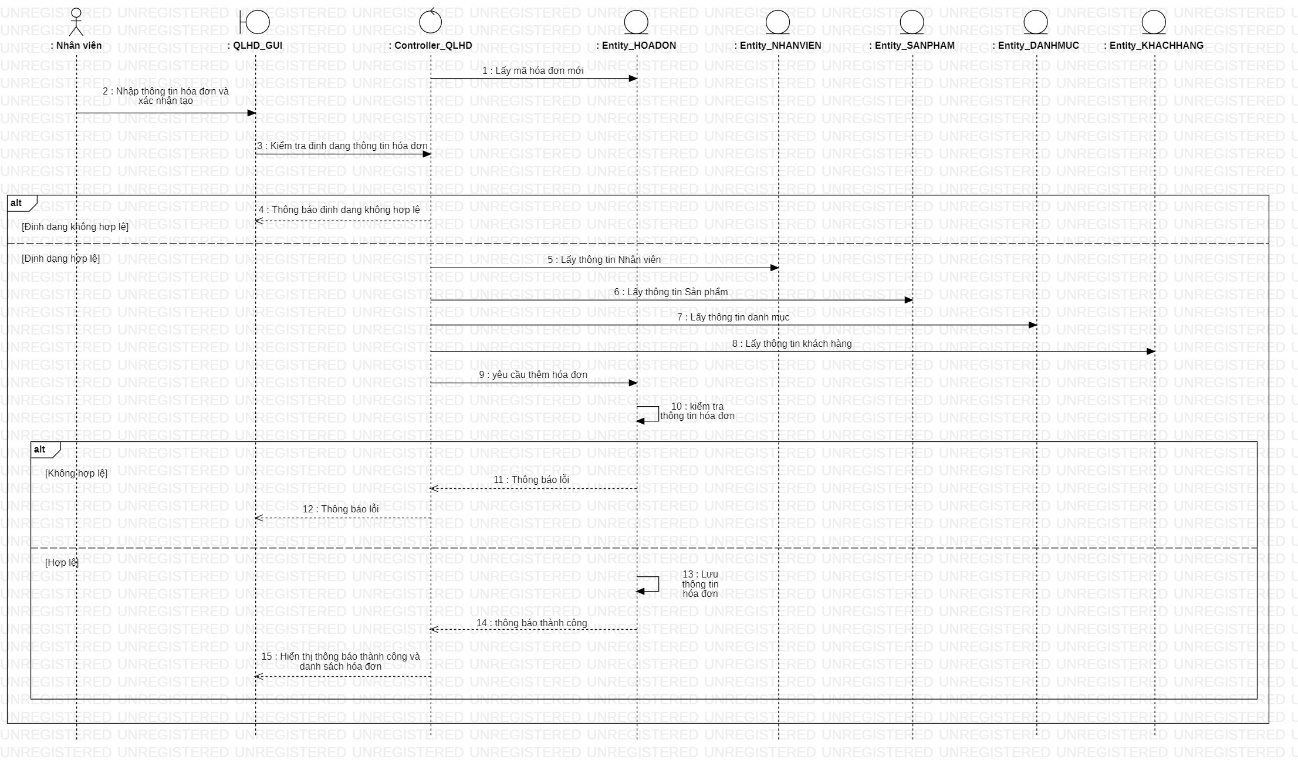 : Nhân viên
: QLHD_GUI
: Controller_QLHD
: Entity_HOADON
: Entity_NHANVIEN
: Entity_SANPHAM
: Entity_DANHMUC
: Entity_KHACHHANG
1 : Lấy mã hóa đơn mới
2 : Nhập thông tin hóa đơn và
xác nhận tạo
3 : Kiểm tra định dạng thông tin hóa đơn
alt
4 : Thông báo định dạng không hợp lệ
[Định dạng không hợp lệ]
[Định dạng hợp lệ]
5 : Lấy thông tin Nhân viên
6 : Lấy thông tin Sản phẩm
7 : Lấy thông tin danh mục
8 : Lấy thông tin khách hàng
9 : yêu cầu thêm hóa đơn
10 : kiểm tra
thông tin hóa đơn
alt
[Không hợp lệ]
11 : Thông báo lỗi
12 : Thông báo lỗi
[Hợp lệ]
13 : Lưu
thông tin
hóa đơn
14 : thông báo thành công
15 : Hiển thị thông báo thành công và
danh sách hóa đơn
UNREGISTERED